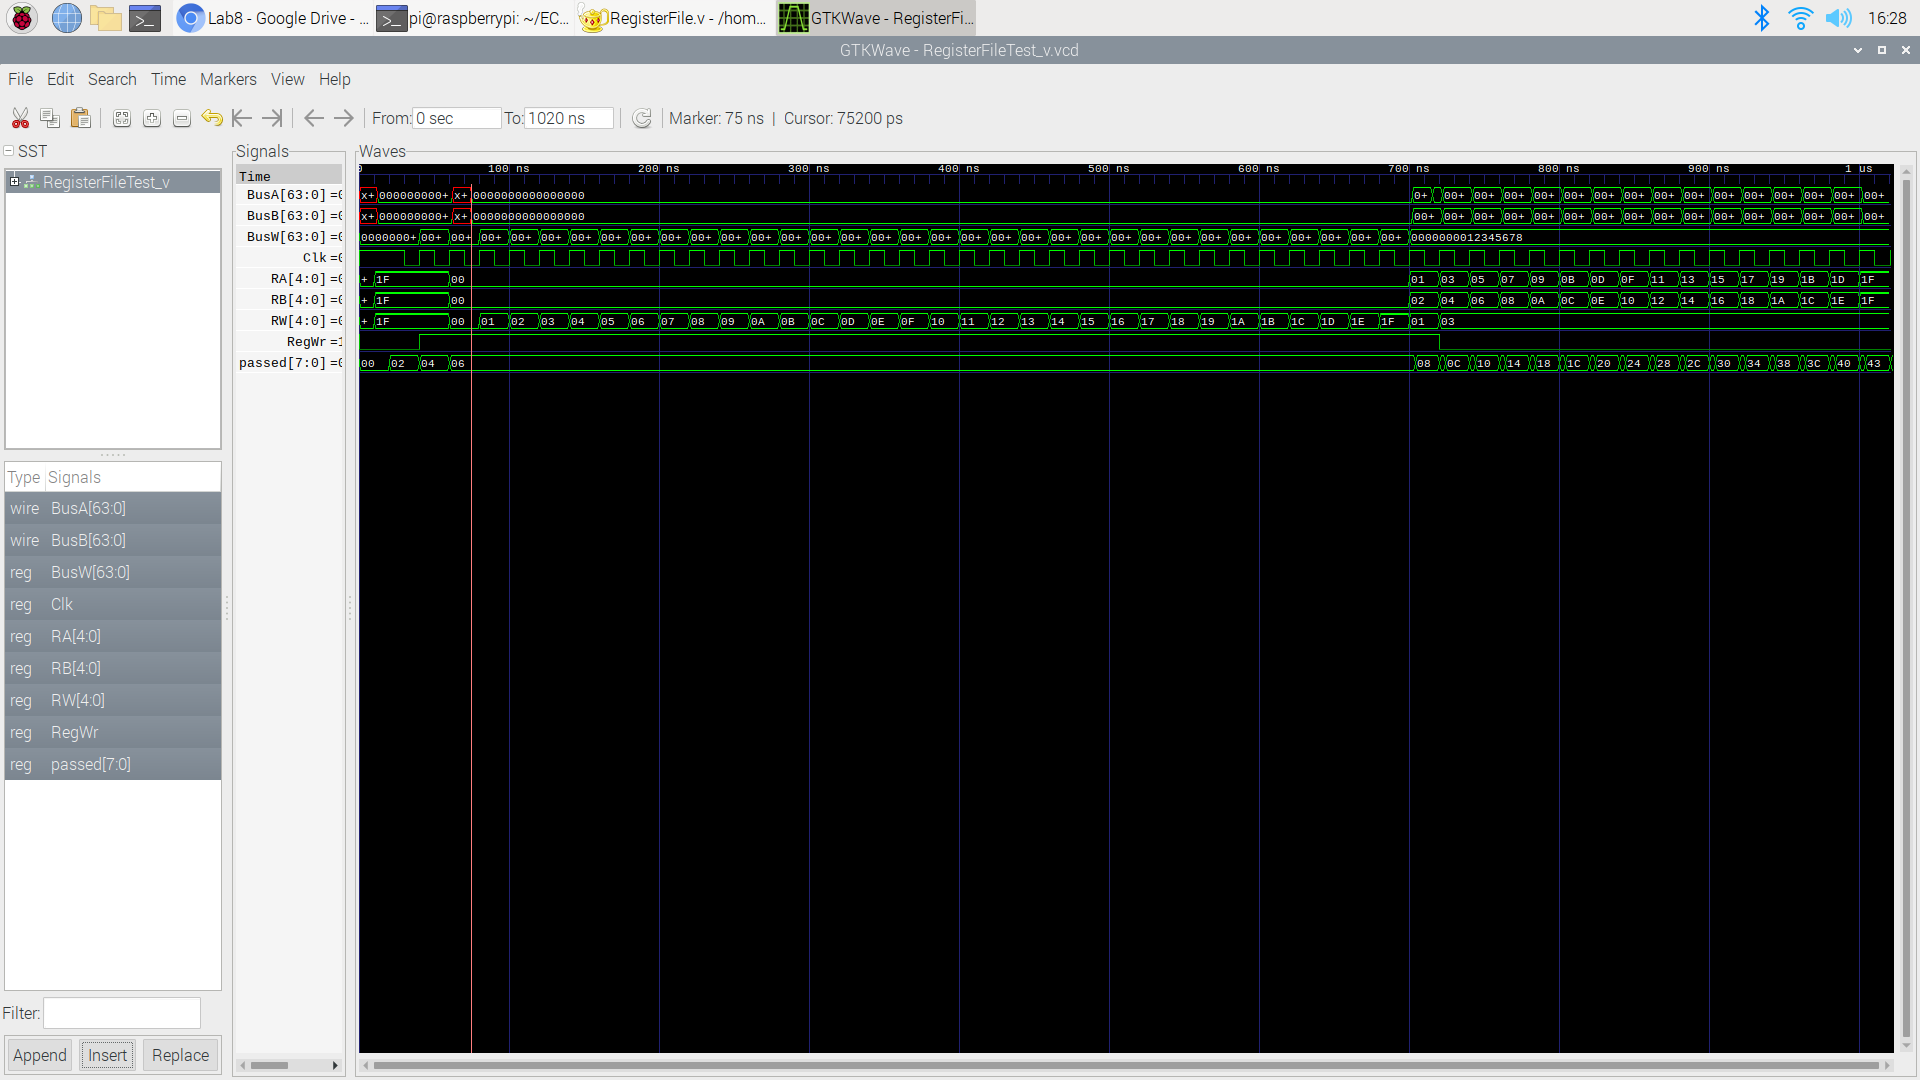 Lab8 - Google Drive - ... pi@raspberrypi: ~/EC... RegisterFile.v - /hom... GTKWave - RegisterFi... 16:28
GTKWave - RegisterFileTest_v.vcd
File Edit Search Time Markers View Help
From: 0 sec To: 1020 ns Marker: 75 ns | Cursor: 75200 ps
SST
RegisterFileTest_v
Type Signals
wire BusA[63:0]
wire BusB[63:0]
reg BusW[63:0]
reg Clk
reg RA[4:0]
reg RB[4:0]
reg RW[4:0]
reg RegWr
reg passed[7:0]
Filter:
Append Insert Replace
Signals
Time
BusA[63:0] =0
BusB[63:0] =0
BusW[63:0] =0
Clk =0
RA[4:0] =0
RB[4:0] =0
RW[4:0] =0
RegWr =1
passed[7:0] =0
Waves
0 100 ns 200 ns 300 ns 400 ns 500 ns 600 ns 700 ns 800 ns 900 ns 1 us
x+ 000000000+ x+ 0000000000000000 0+ 00+ 00+ 00+ 00+ 00+ 00+ 00+ 00+ 00+ 00+ 00+ 00+ 00+ 00+ 00+
x+ 000000000+ x+ 0000000000000000 00+ 00+ 00+ 00+ 00+ 00+ 00+ 00+ 00+ 00+ 00+ 00+ 00+ 00+ 00+ 00+
0000000+ 00+ 00+ 00+ 00+ 00+ 00+ 00+ 00+ 00+ 00+ 00+ 00+ 00+ 00+ 00+ 00+ 00+ 00+ 00+ 00+ 00+ 00+ 00+ 00+ 00+ 00+ 00+ 00+ 00+ 00+ 00+ 00+ 00+ 0000000012345678
+ 1F 00 01 03 05 07 09 0B 0D 0F 11 13 15 17 19 1B 1D 1F
+ 1F 00 02 04 06 08 0A 0C 0E 10 12 14 16 18 1A 1C 1E 1F
+ 1F 00 01 02 03 04 05 06 07 08 09 0A 0B 0C 0D 0E 0F 10 11 12 13 14 15 16 17 18 19 1A 1B 1C 1D 1E 1F 01 03
00 02 04 06 08 0C 10 14 18 1C 20 24 28 2C 30 34 38 3C 40 43